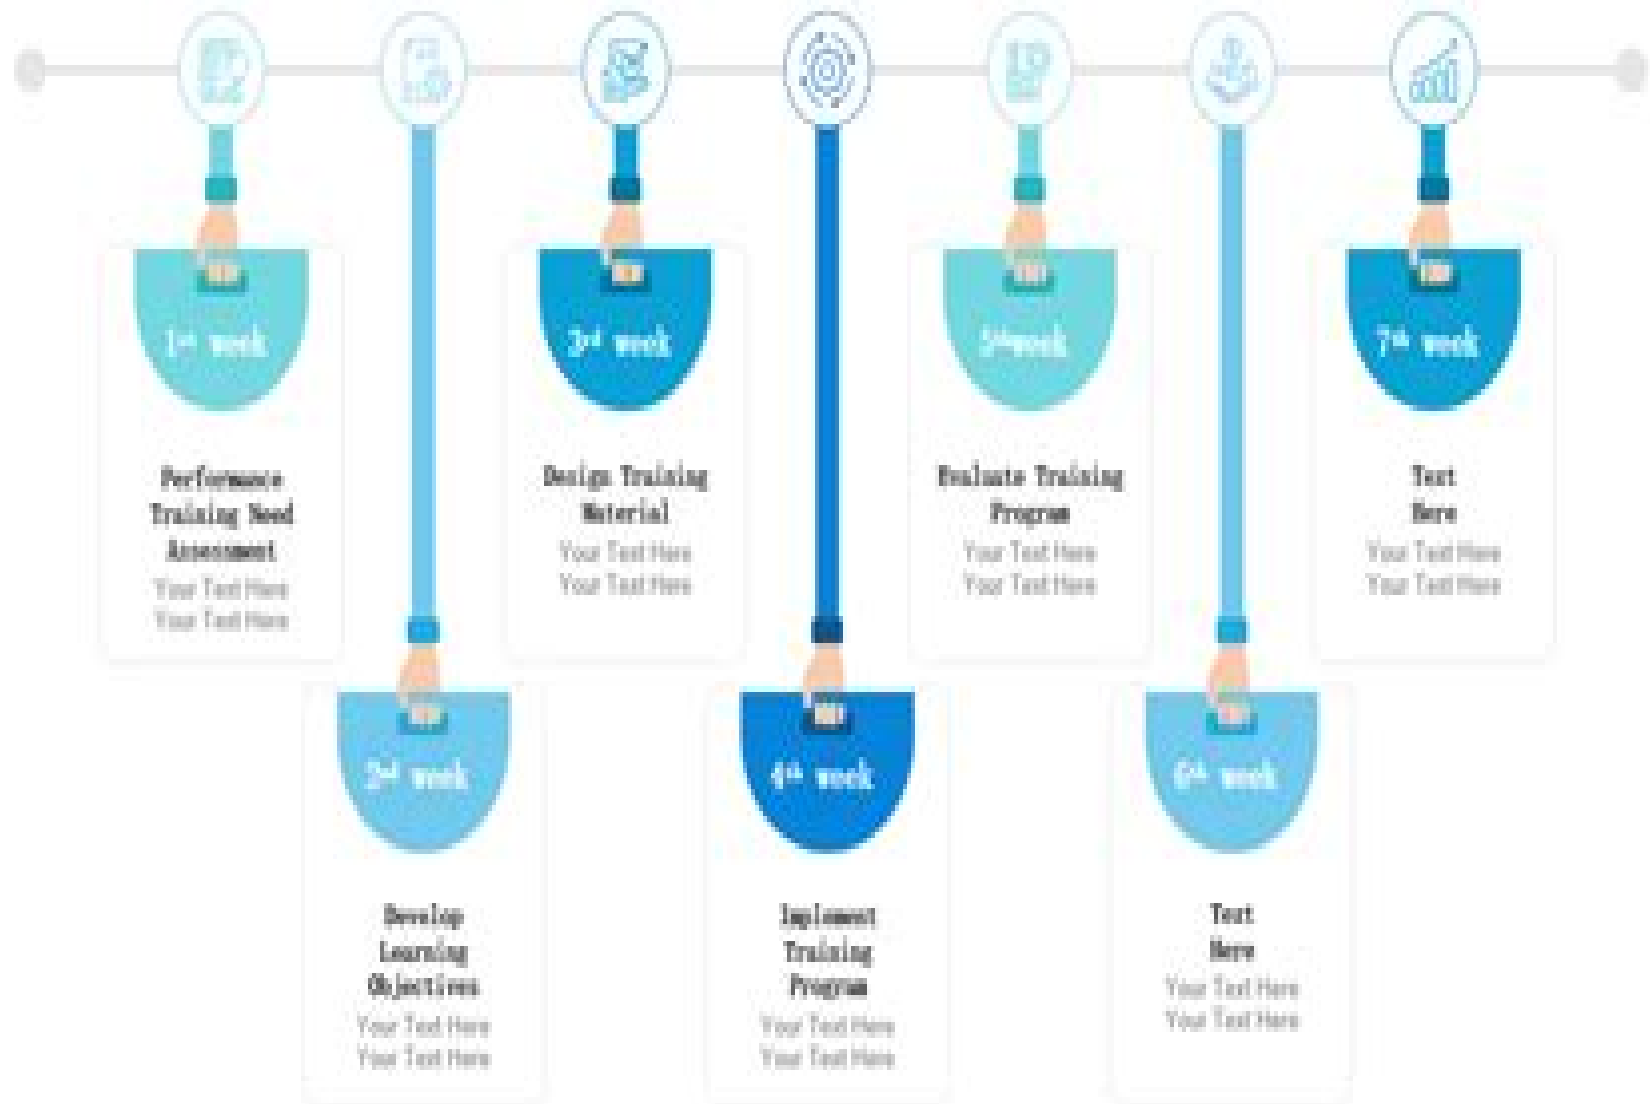 1st week
3rd week
5thweek
7th week
Performance
Training Need
Assessment
Your Text Here
Your Text Here
Design Training
Material
Your Text Here
Your Text Here
Evaluate Training
Program
Your Text Here
Your Text Here
Text
Here
Your Text Here
Your Text Here
2nd week
4th week
6th week
Develop
Learning
Objectives
Your Text Here
Your Text Here
Implement
Training
Program
Your Text Here
Your Text Here
Text
Here
Your Text Here
Your Text Here